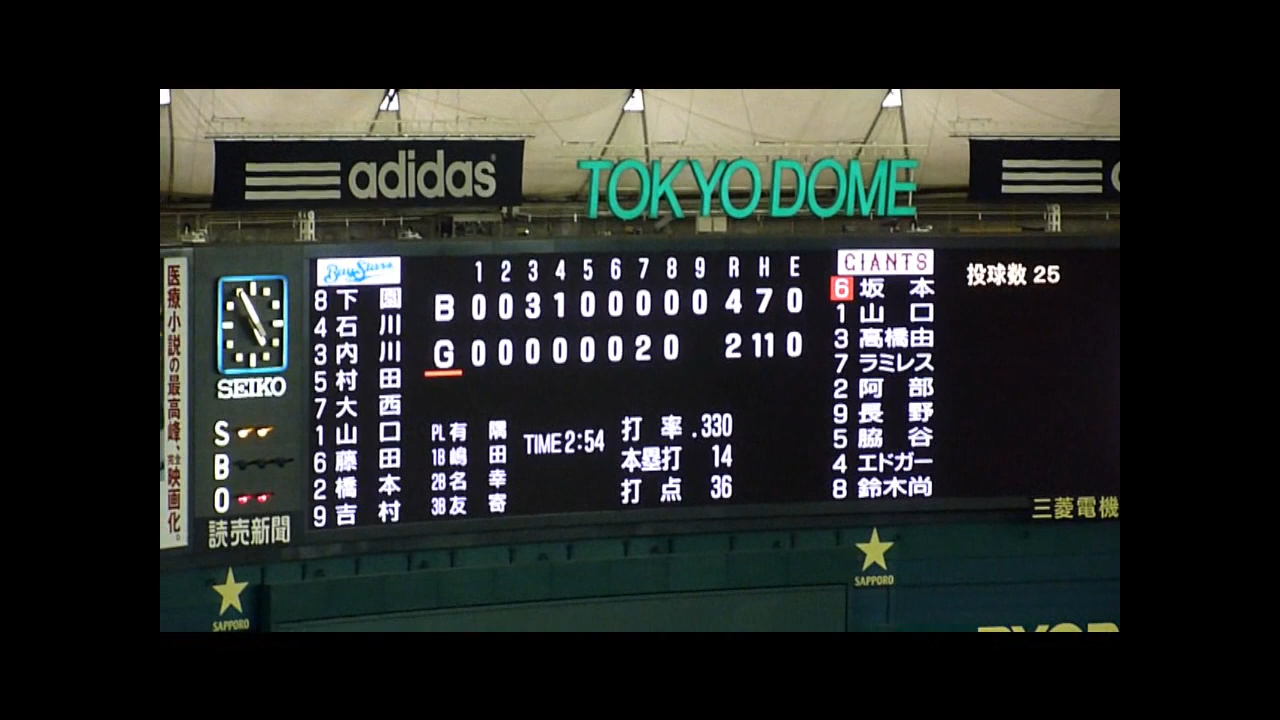 adidas
TOKYO DOME
医療小説の最高峰、完全映画化。
SEIKO
S
B
O
読売新聞
BayStars
8 下 園
4 石 川
3 内 川
5 村 田
7 大 西
1 山 口
6 藤 田
2 橋 本
9 吉 村
1 2 3 4 5 6 7 8 9 R H E
B 0 0 3 1 0 0 0 0 0 4 7 0
G 0 0 0 0 0 0 2 0 2 11 0
PL 有 隅
1B 嶋 田
2B 名 幸
3B 友 寄
TIME 2:54
打 率 .330
本塁打 14
打 点 36
GIANTS
6 坂 本
1 山 口
3 高橋由
7 ラミレス
2 阿 部
9 長 野
5 脇 谷
4 エドガー
8 鈴木尚
投球数 25
三菱電機
SAPPORO
SAPPORO